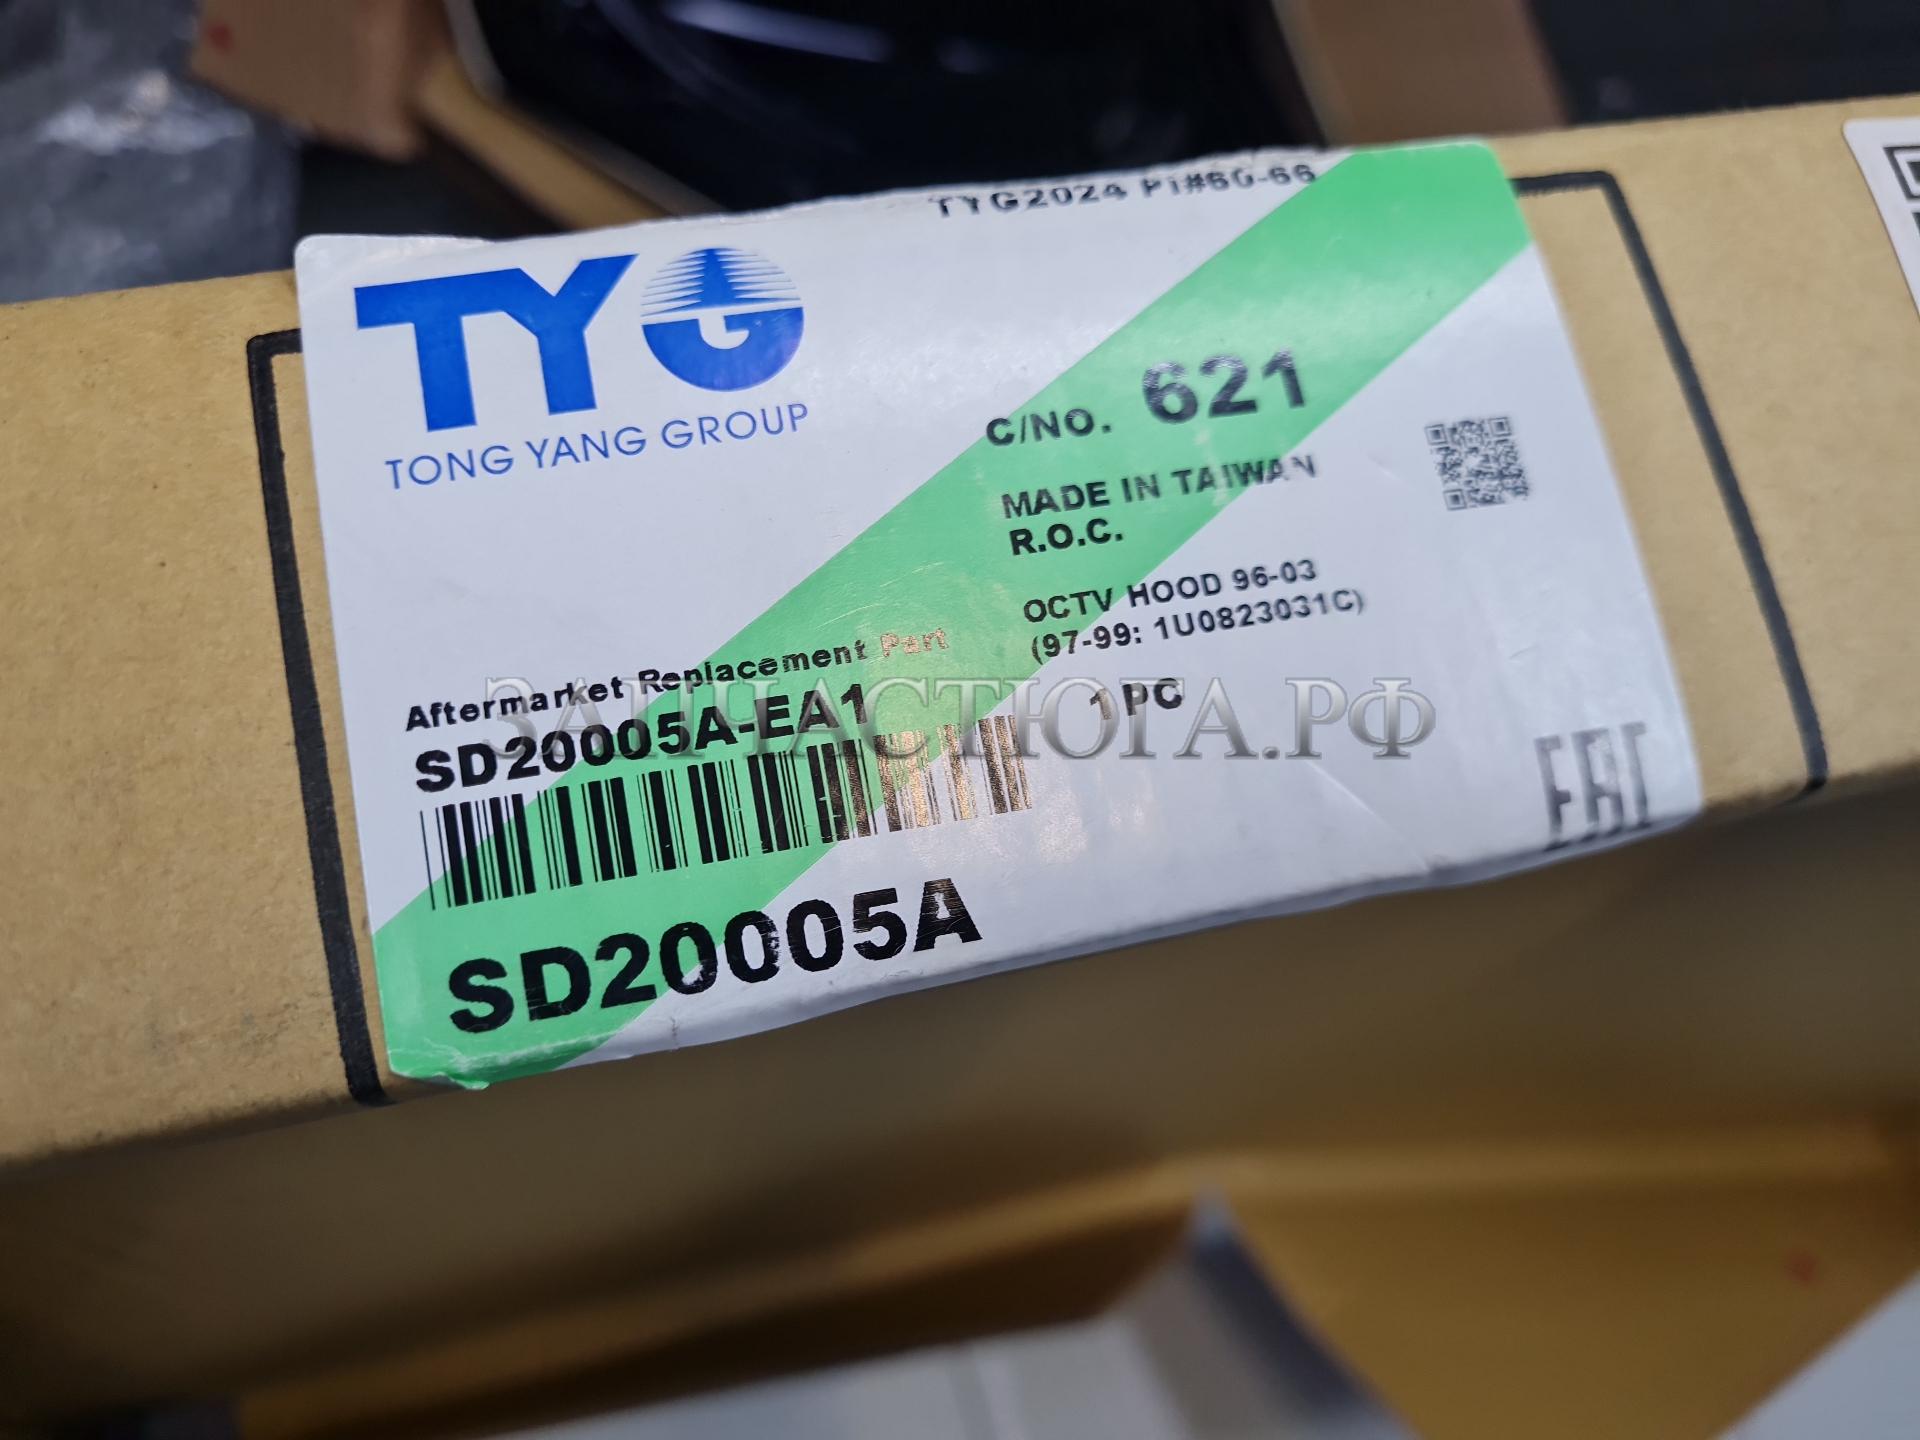 TYG2024 PI#60-66
TYG
TONG YANG GROUP
C/NO. 621
MADE IN TAIWAN
R.O.C.
OCTV HOOD 96-03
(97-99: 1U0823031C)
1 PC
Aftermarket Replacement Part
SD20005A-EA1
SD20005A
EAC
ЗАПЧАСТЮГА.РФ